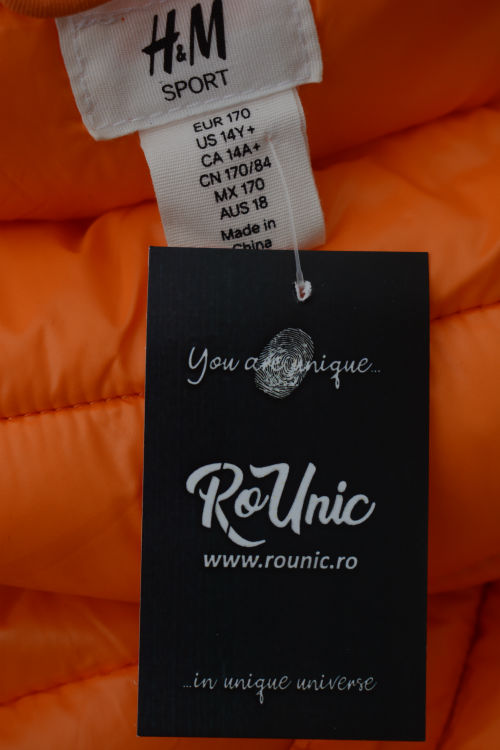 H&M
SPORT
EUR 170
US 14Y+
CA 14A+
CN 170/84
MX 170
AUS 18
Made in
China
You are unique...
RoUnic
www.rounic.ro
...in unique universe